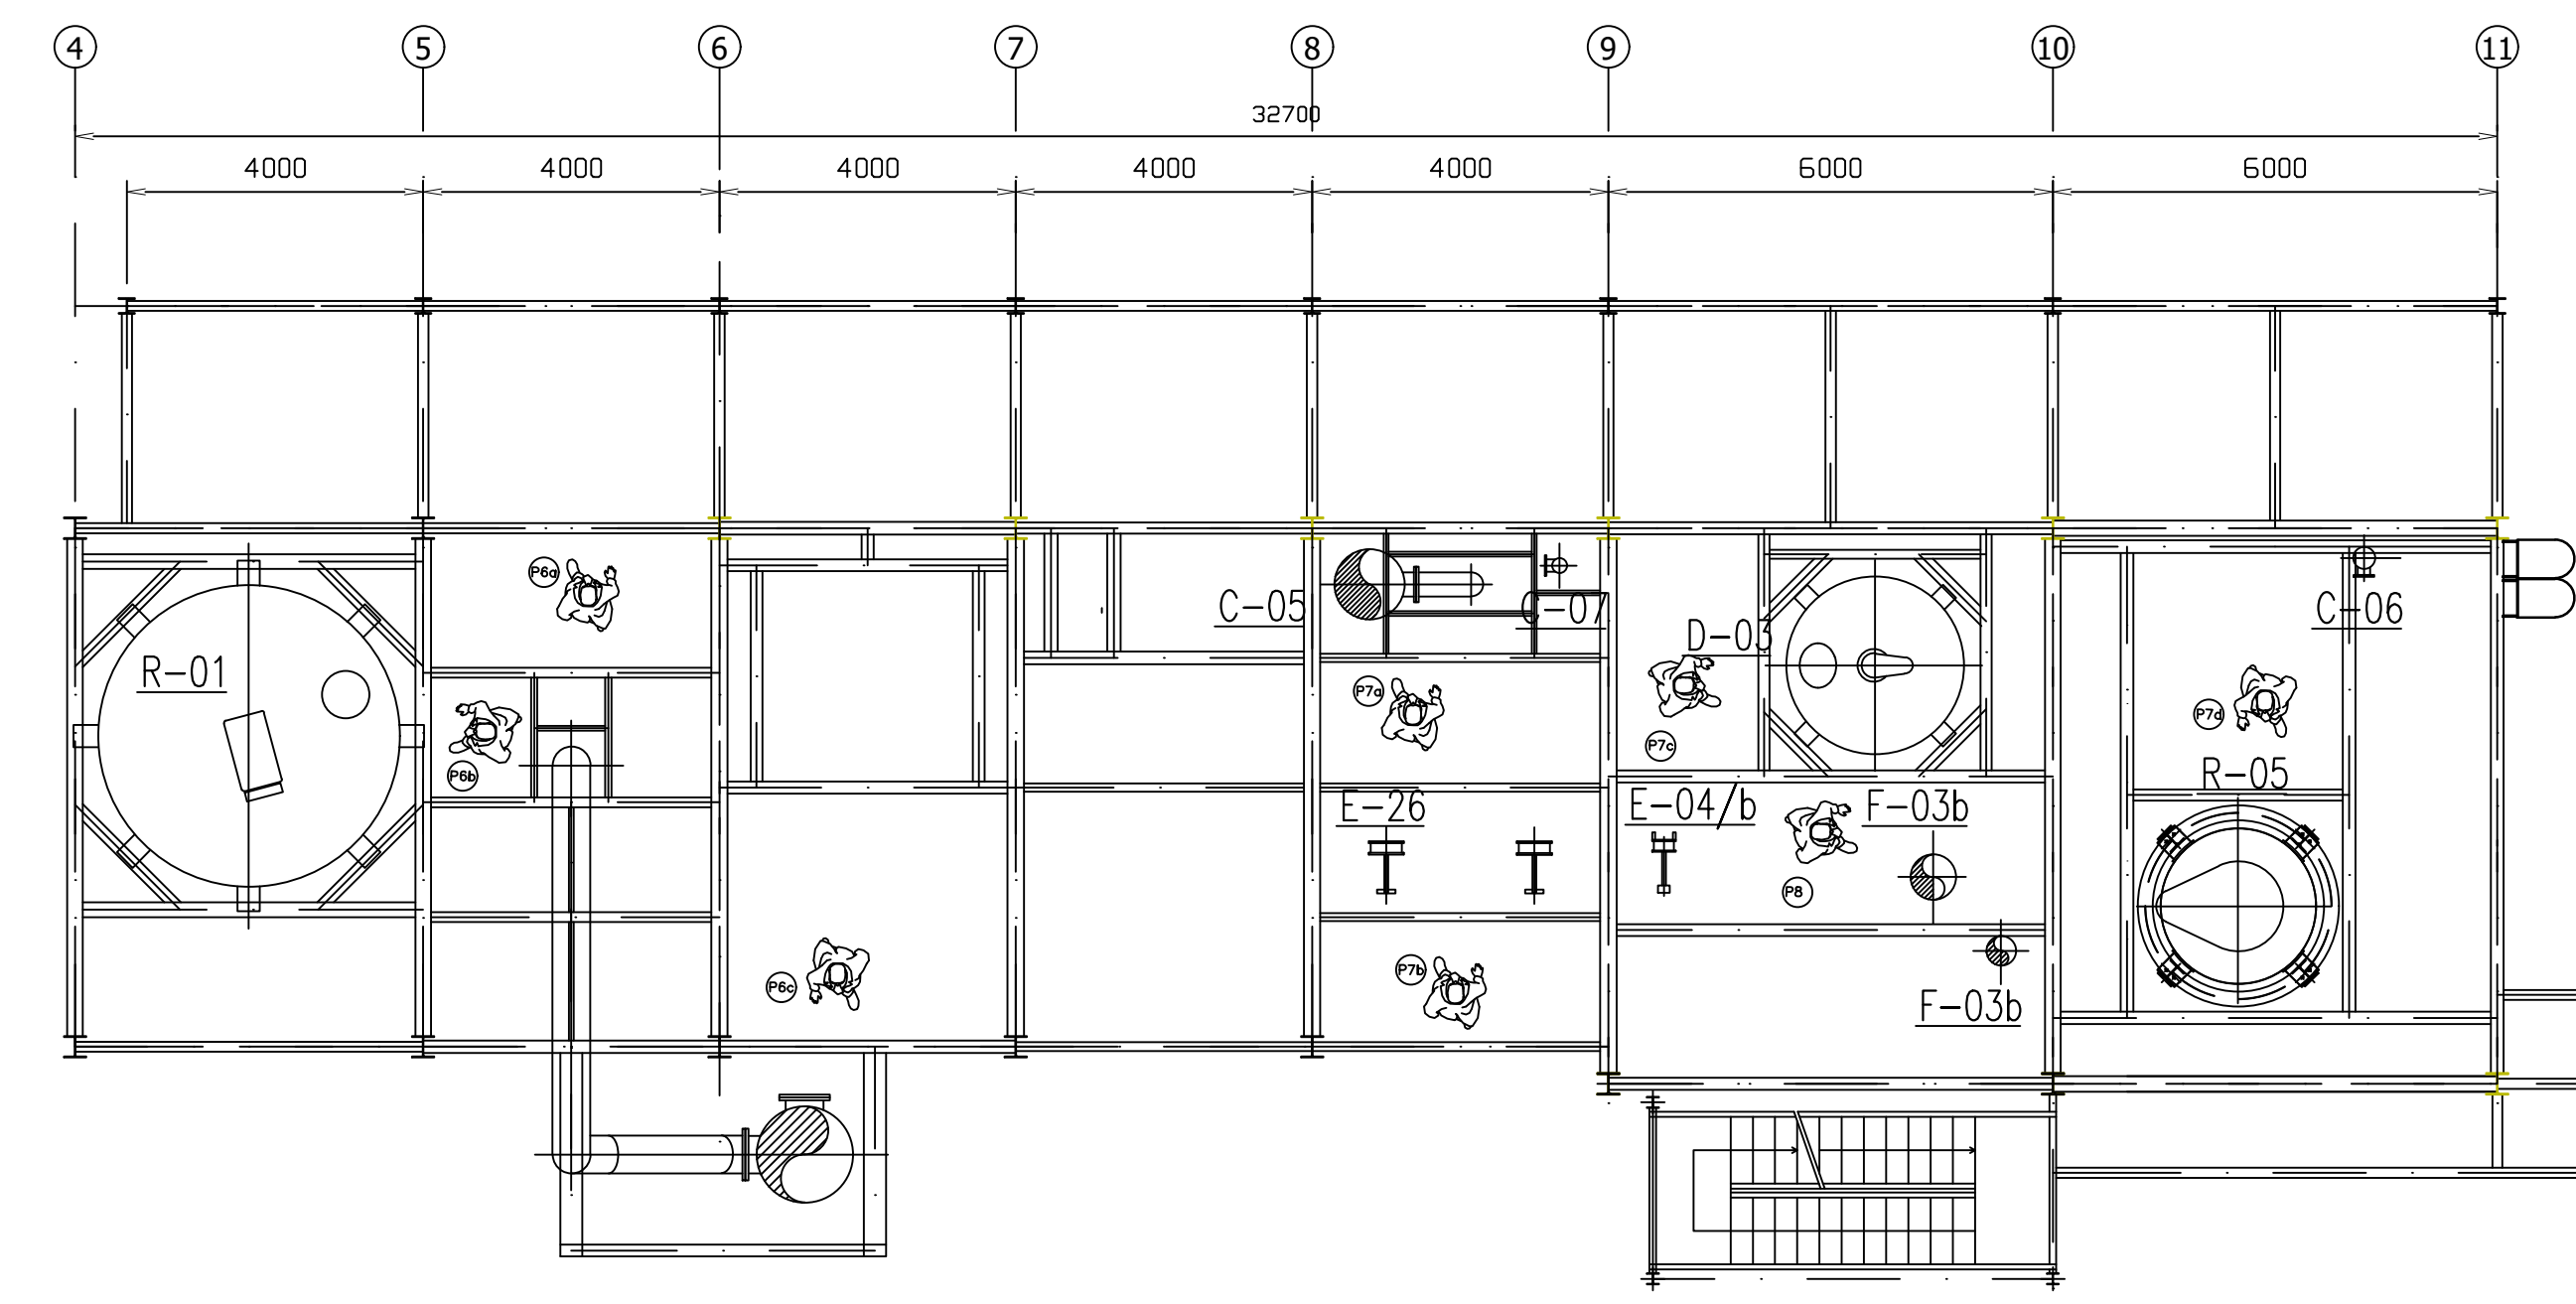 4 5 6 7 8 9 10 11
32700
4000 4000 4000 4000 4000 6000 6000
P6a
C-05 C-07 C-06
D-03
R-01
P7a P7d
P7c
P6b R-05
E-26 E-04/b F-03b
P8
P7b
P6c
F-03b